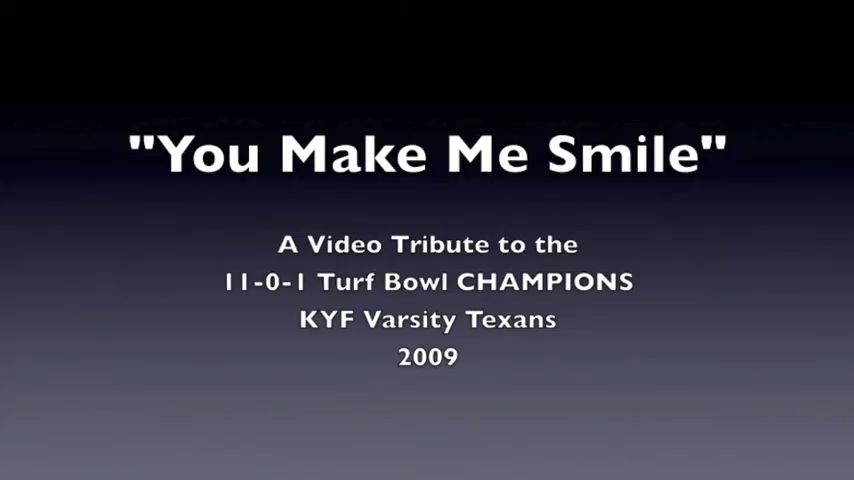 "You Make Me Smile"
A Video Tribute to the
11-0-1 Turf Bowl CHAMPIONS
KYF Varsity Texans
2009